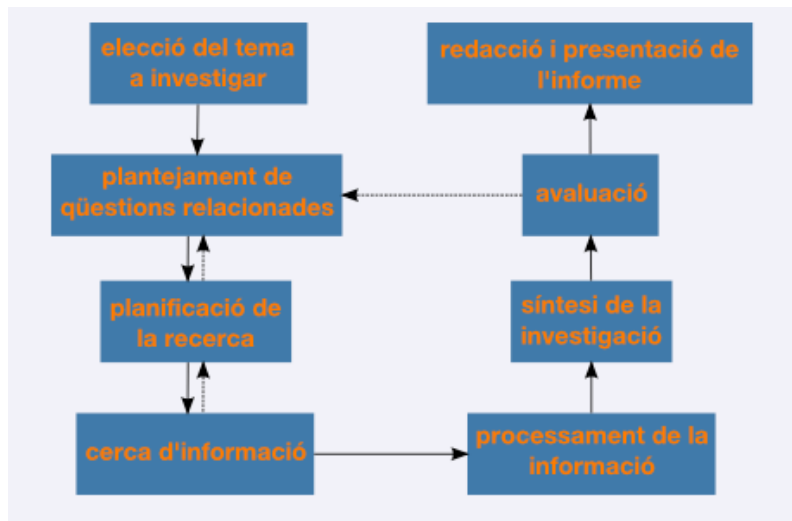 elecció del tema
a investigar
plantejament de
qüestions relacionades
planificació de
la recerca
cerca d'informació
processament de la
informació
síntesi de la
investigació
avaluació
redacció i presentació de
l'informe